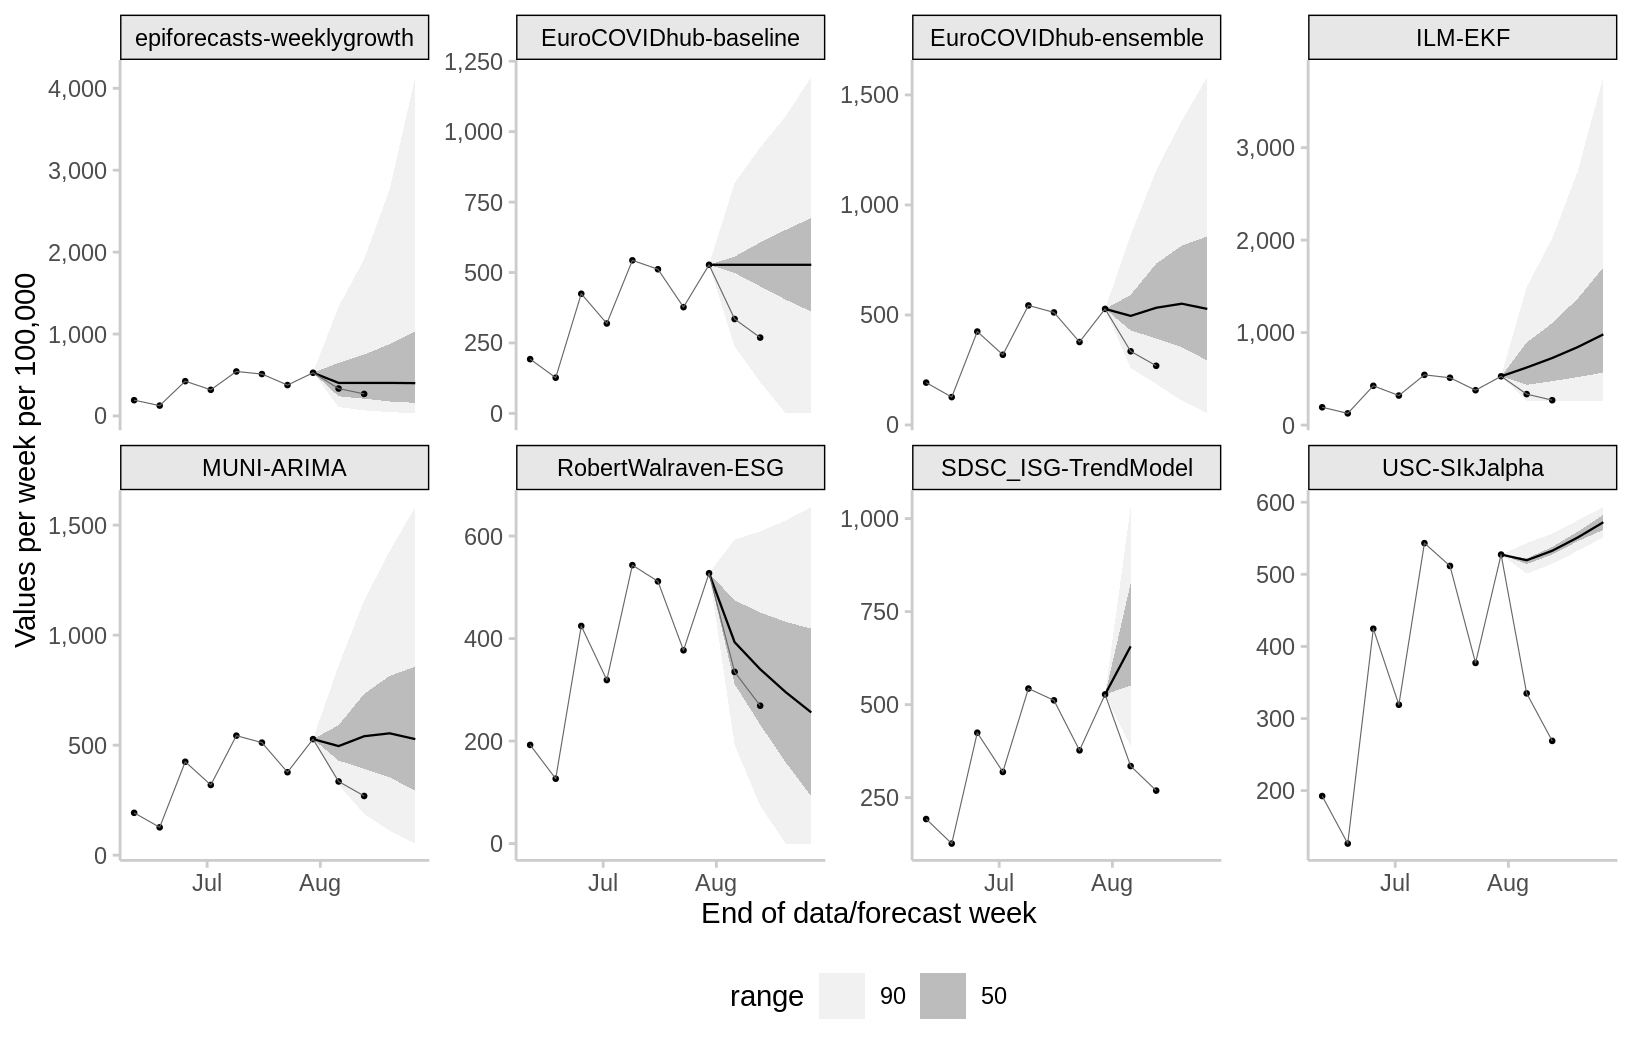 epiforecasts-weeklygrowth
EuroCOVIDhub-baseline
EuroCOVIDhub-ensemble
ILM-EKF
4,000
3,000
2,000
1,000
0
1,250
1,000
750
500
250
0
1,500
1,000
500
0
3,000
2,000
1,000
0
Values per week per 100,000
MUNI-ARIMA
RobertWalraven-ESG
SDSC_ISG-TrendModel
USC-SIkJalpha
1,500
1,000
500
0
600
400
200
0
1,000
750
500
250
600
500
400
300
200
Jul Aug
Jul Aug
Jul Aug
Jul Aug
End of data/forecast week
range 90 50